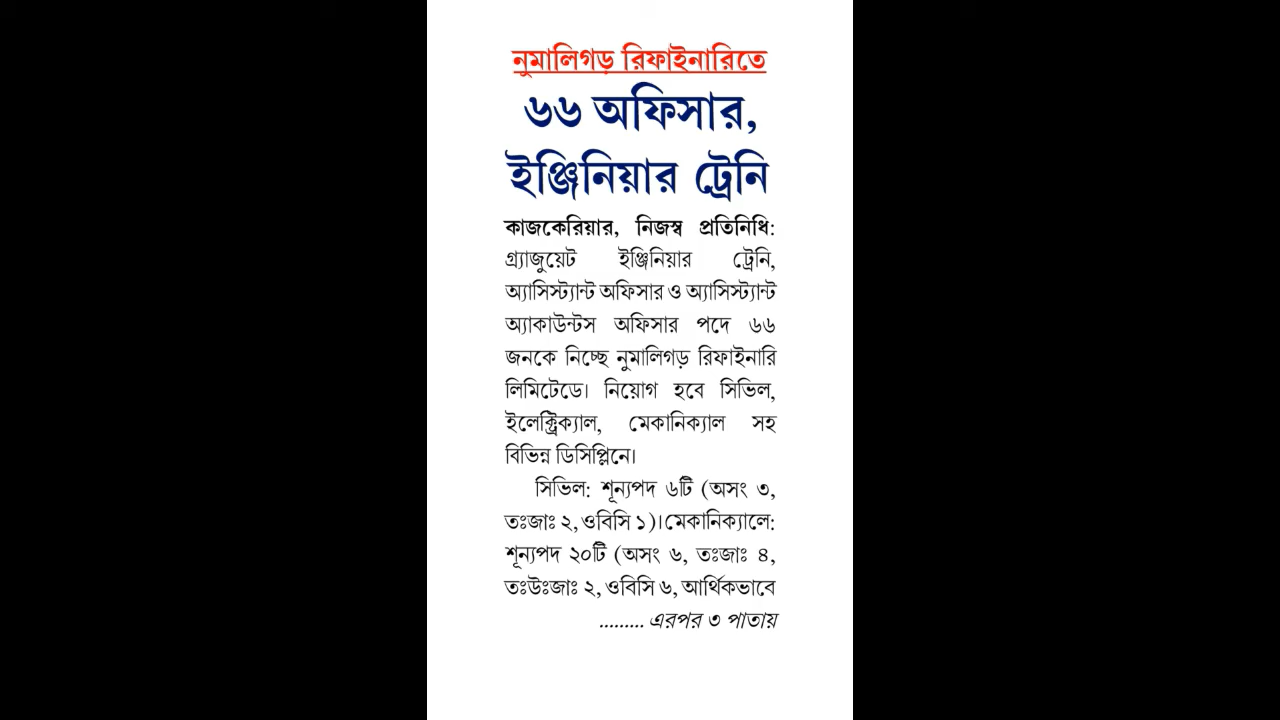 নুমালিগড় রিফাইনারিতে
৬৬ অফিসার,
ইঞ্জিনিয়ার ট্রেনি
কাজকেরিয়ার, নিজস্ব প্রতিনিধি:
গ্র্যাজুয়েট ইঞ্জিনিয়ার ট্রেনি,
অ্যাসিস্ট্যান্ট অফিসার ও অ্যাসিস্ট্যান্ট
অ্যাকাউন্টস অফিসার পদে ৬৬
জনকে নিচ্ছে নুমালিগড় রিফাইনারি
লিমিটেডে। নিয়োগ হবে সিভিল,
ইলেক্ট্রিক্যাল, মেকানিক্যাল সহ
বিভিন্ন ডিসিপ্লিনে।
সিভিল: শূন্যপদ ৬টি (অসং ৩,
তঃজাঃ ২, ওবিসি ১)। মেকানিক্যালে:
শূন্যপদ ২০টি (অসং ৬, তঃজাঃ ৪,
তঃউঃজাঃ ২, ওবিসি ৬, আর্থিকভাবে
......... এরপর ৩ পাতায়